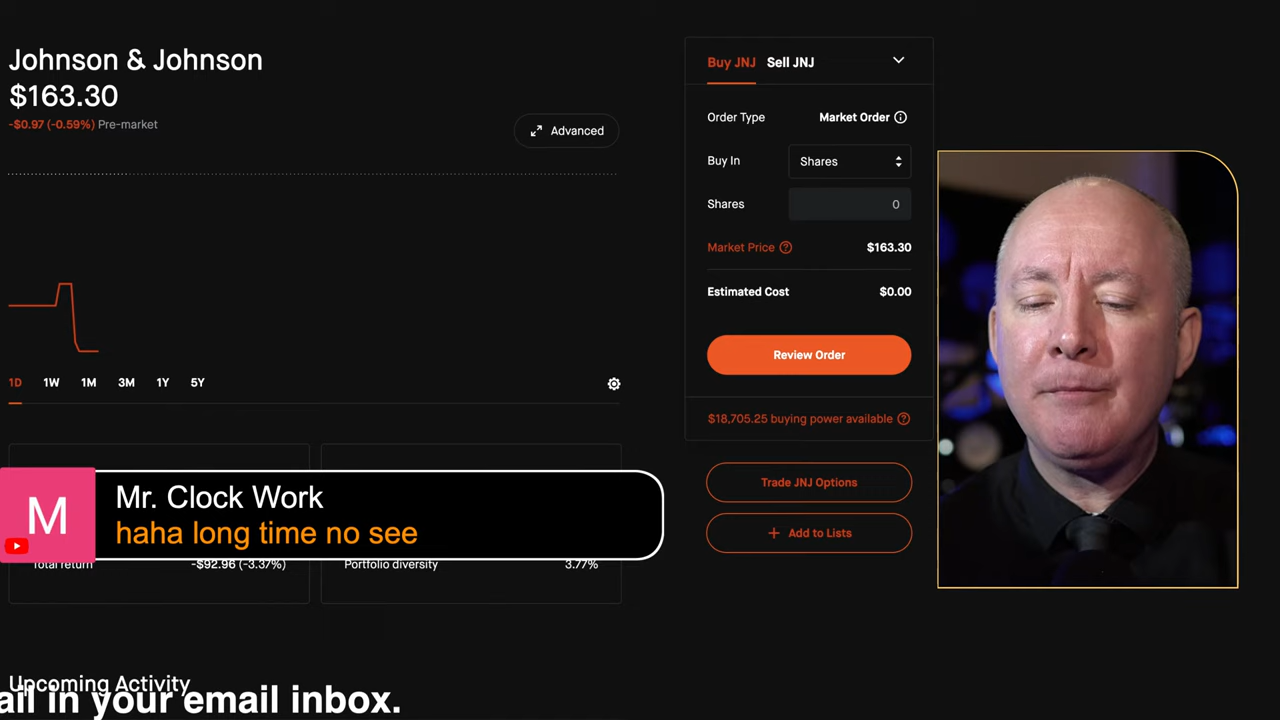 Johnson & Johnson
$163.30
-$0.97 (-0.59%) Pre-market
Advanced
1D 1W 1M 3M 1Y 5Y
Buy JNJ Sell JNJ
Order Type Market Order
Buy In Shares
Shares 0
Market Price $163.30
Estimated Cost $0.00
Review Order
$18,705.25 buying power available
Trade JNJ Options
+ Add to Lists
M
Mr. Clock Work
haha long time no see
Total return -$92.96 (-3.37%)
Portfolio diversity 3.77%
Upcoming Activity
in your email inbox.